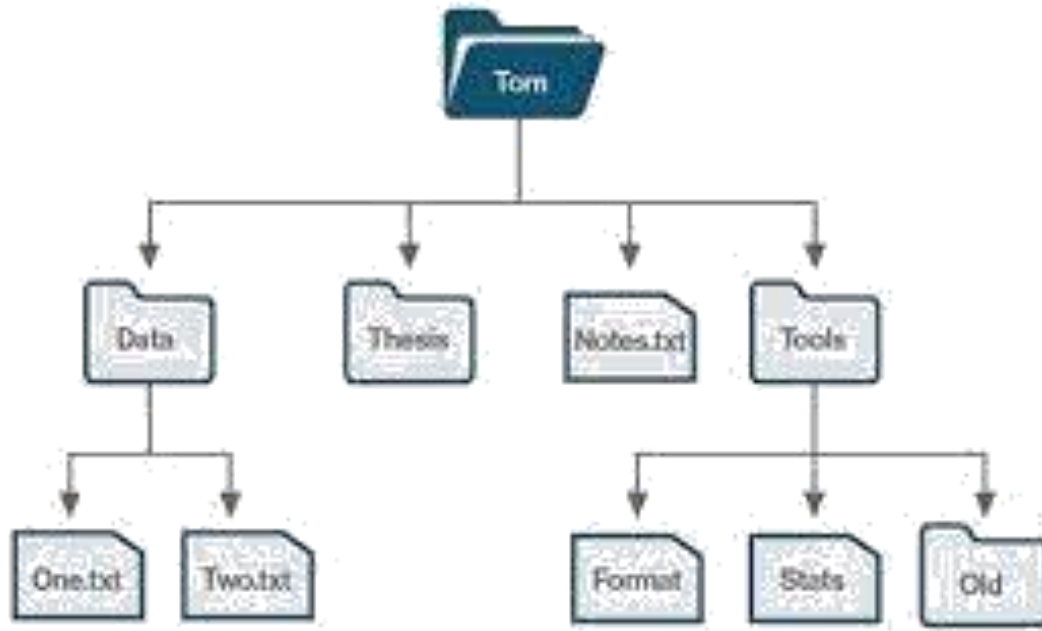 Tom
Data
Thesis
Notes.txt
Tools
One.txt
Two.txt
Format
Stats
Old